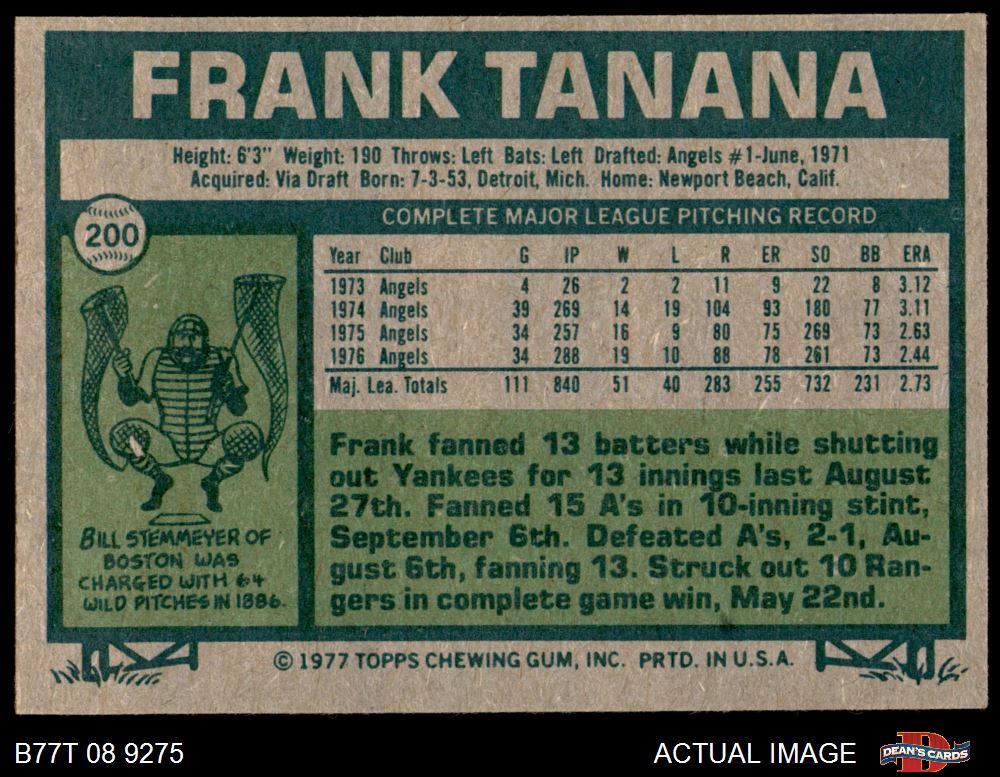 FRANK TANANA
Height: 6'3" Weight: 190 Throws: Left Bats: Left Drafted: Angels #1-June, 1971
Acquired: Via Draft Born: 7-3-53, Detroit, Mich. Home: Newport Beach, Calif.
200
COMPLETE MAJOR LEAGUE PITCHING RECORD
Year Club G IP W L R ER SO BB ERA
1973 Angels 4 26 2 2 11 9 22 8 3.12
1974 Angels 39 269 14 19 104 93 180 77 3.11
1975 Angels 34 257 16 9 80 75 269 73 2.63
1976 Angels 34 288 19 10 88 78 261 73 2.44
Maj. Lea. Totals 111 840 51 40 283 255 732 231 2.73
BILL STEMMEYER OF
BOSTON WAS
CHARGED WITH 64
WILD PITCHES IN 1886.
Frank fanned 13 batters while shutting
out Yankees for 13 innings last August
27th. Fanned 15 A's in 10-inning stint,
September 6th. Defeated A's, 2-1, Au-
gust 6th, fanning 13. Struck out 10 Ran-
gers in complete game win, May 22nd.
© 1977 TOPPS CHEWING GUM, INC. PRTD. IN U.S.A.
B77T 08 9275
ACTUAL IMAGE
D
DEAN'S CARDS